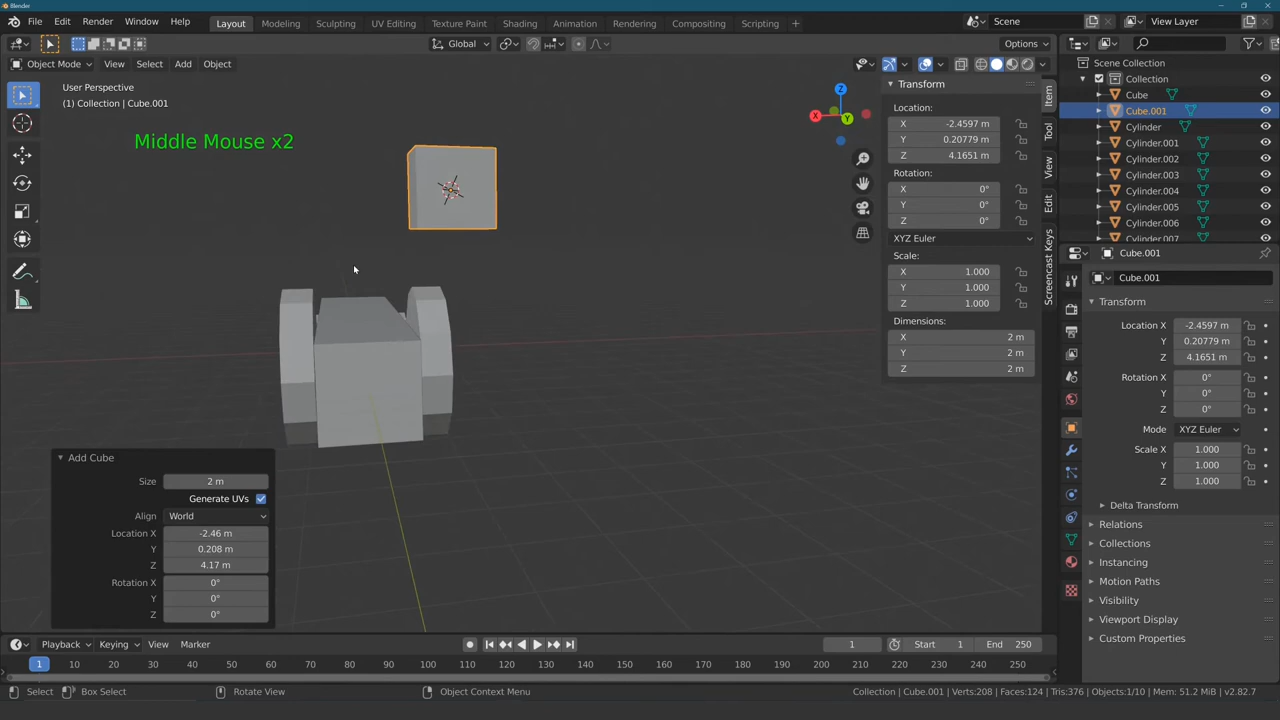 Blender
File Edit Render Window Help Layout Modeling Sculpting UV Editing Texture Paint Shading Animation Rendering Compositing Scripting + Scene View Layer
Global Options
Object Mode View Select Add Object
User Perspective
(1) Collection | Cube.001
Middle Mouse x2
Z
X
Y
Transform
Location:
X -2.4597 m
Y 0.20779 m
Z 4.1651 m
Rotation:
X 0°
Y 0°
Z 0°
XYZ Euler
Scale:
X 1.000
Y 1.000
Z 1.000
Dimensions:
X 2 m
Y 2 m
Z 2 m
Item
Tool
View
Edit
Screencast Keys
Scene Collection
Collection
Cube
Cube.001
Cylinder
Cylinder.001
Cylinder.002
Cylinder.003
Cylinder.004
Cylinder.005
Cylinder.006
Cylinder.007
Cube.001
Cube.001
Transform
Location X -2.4597 m
Y 0.20779 m
Z 4.1651 m
Rotation X 0°
Y 0°
Z 0°
Mode XYZ Euler
Scale X 1.000
Y 1.000
Z 1.000
Delta Transform
Relations
Collections
Instancing
Motion Paths
Visibility
Viewport Display
Custom Properties
Add Cube
Size 2 m
Generate UVs
Align World
Location X -2.46 m
Y 0.208 m
Z 4.17 m
Rotation X 0°
Y 0°
Z 0°
Playback Keying View Marker 1 Start 1 End 250
1 10 20 30 40 50 60 70 80 90 100 110 120 130 140 150 160 170 180 190 200 210 220 230 240 250
Select Box Select Rotate View Object Context Menu Collection | Cube.001 | Verts:208 | Faces:124 | Tris:376 | Objects:1/10 | Mem: 51.2 MiB | v2.82.7